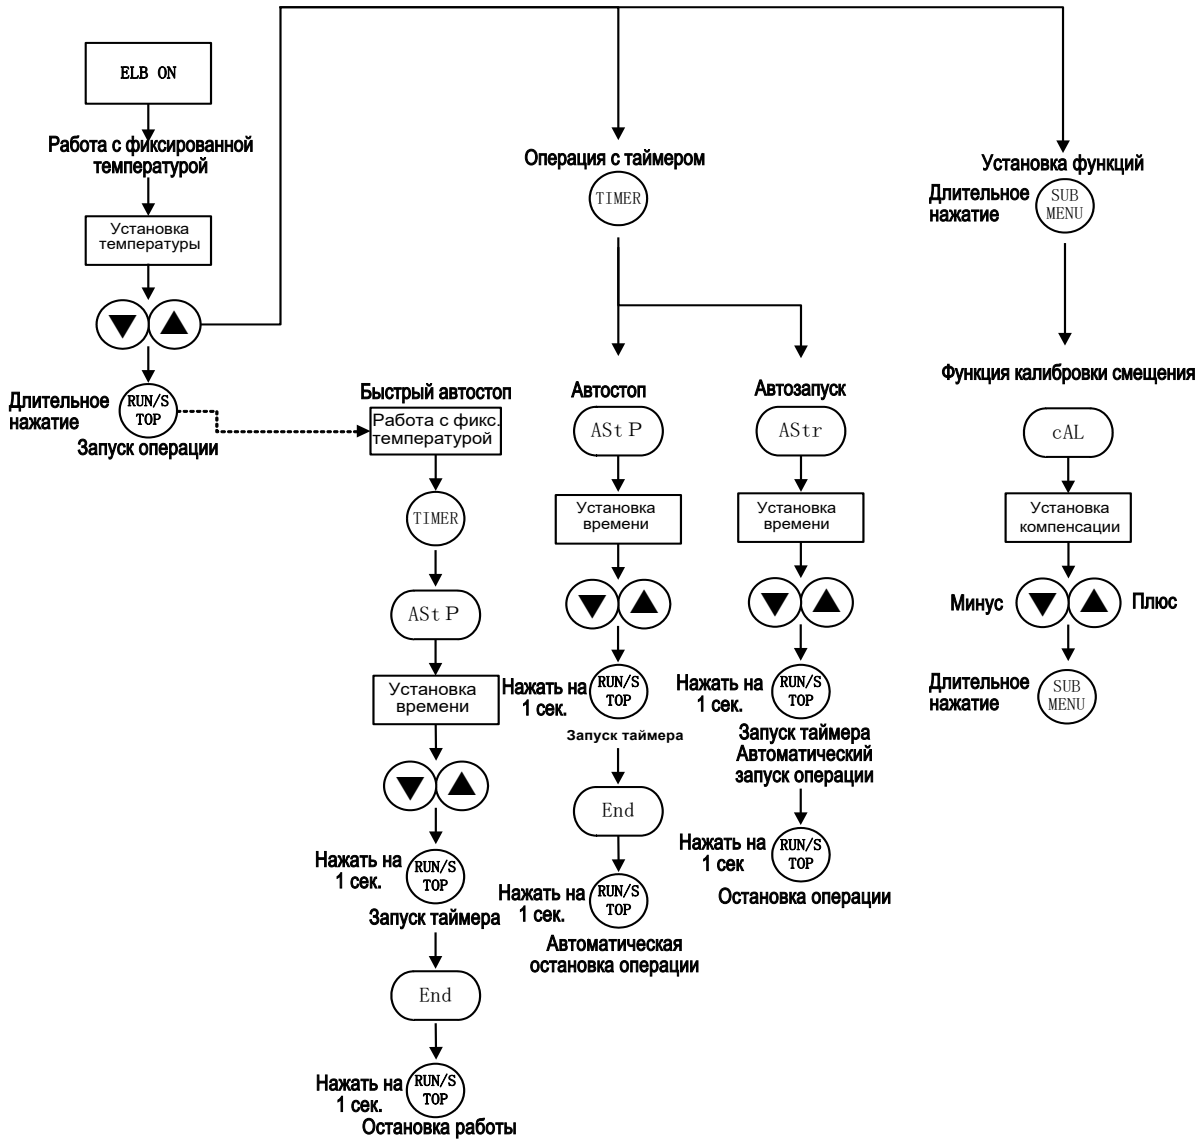 ELB ON
Работа с фиксированной
температурой
Установка
температуры
Длительное
нажатие
RUN/S
TOP
Запуск операции
Быстрый автостоп
Работа с фикс.
температурой
TIMER
ASt P
Установка
времени
Нажать на
1 сек.
RUN/S
TOP
Запуск таймера
End
Нажать на
1 сек.
RUN/S
TOP
Остановка работы
Операция с таймером
TIMER
Автостоп
ASt P
Установка
времени
Нажать на
1 сек.
RUN/S
TOP
Запуск таймера
End
Нажать на
1 сек.
RUN/S
TOP
Автоматическая
остановка операции
Автозапуск
AStr
Установка
времени
Нажать на
1 сек.
RUN/S
TOP
Запуск таймера
Автоматический
запуск операции
Нажать на
1 сек
RUN/S
TOP
Остановка операции
Установка функций
Длительное
нажатие
SUB
MENU
Функция калибровки смещения
cAL
Установка
компенсации
Минус
Плюс
Длительное
нажатие
SUB
MENU